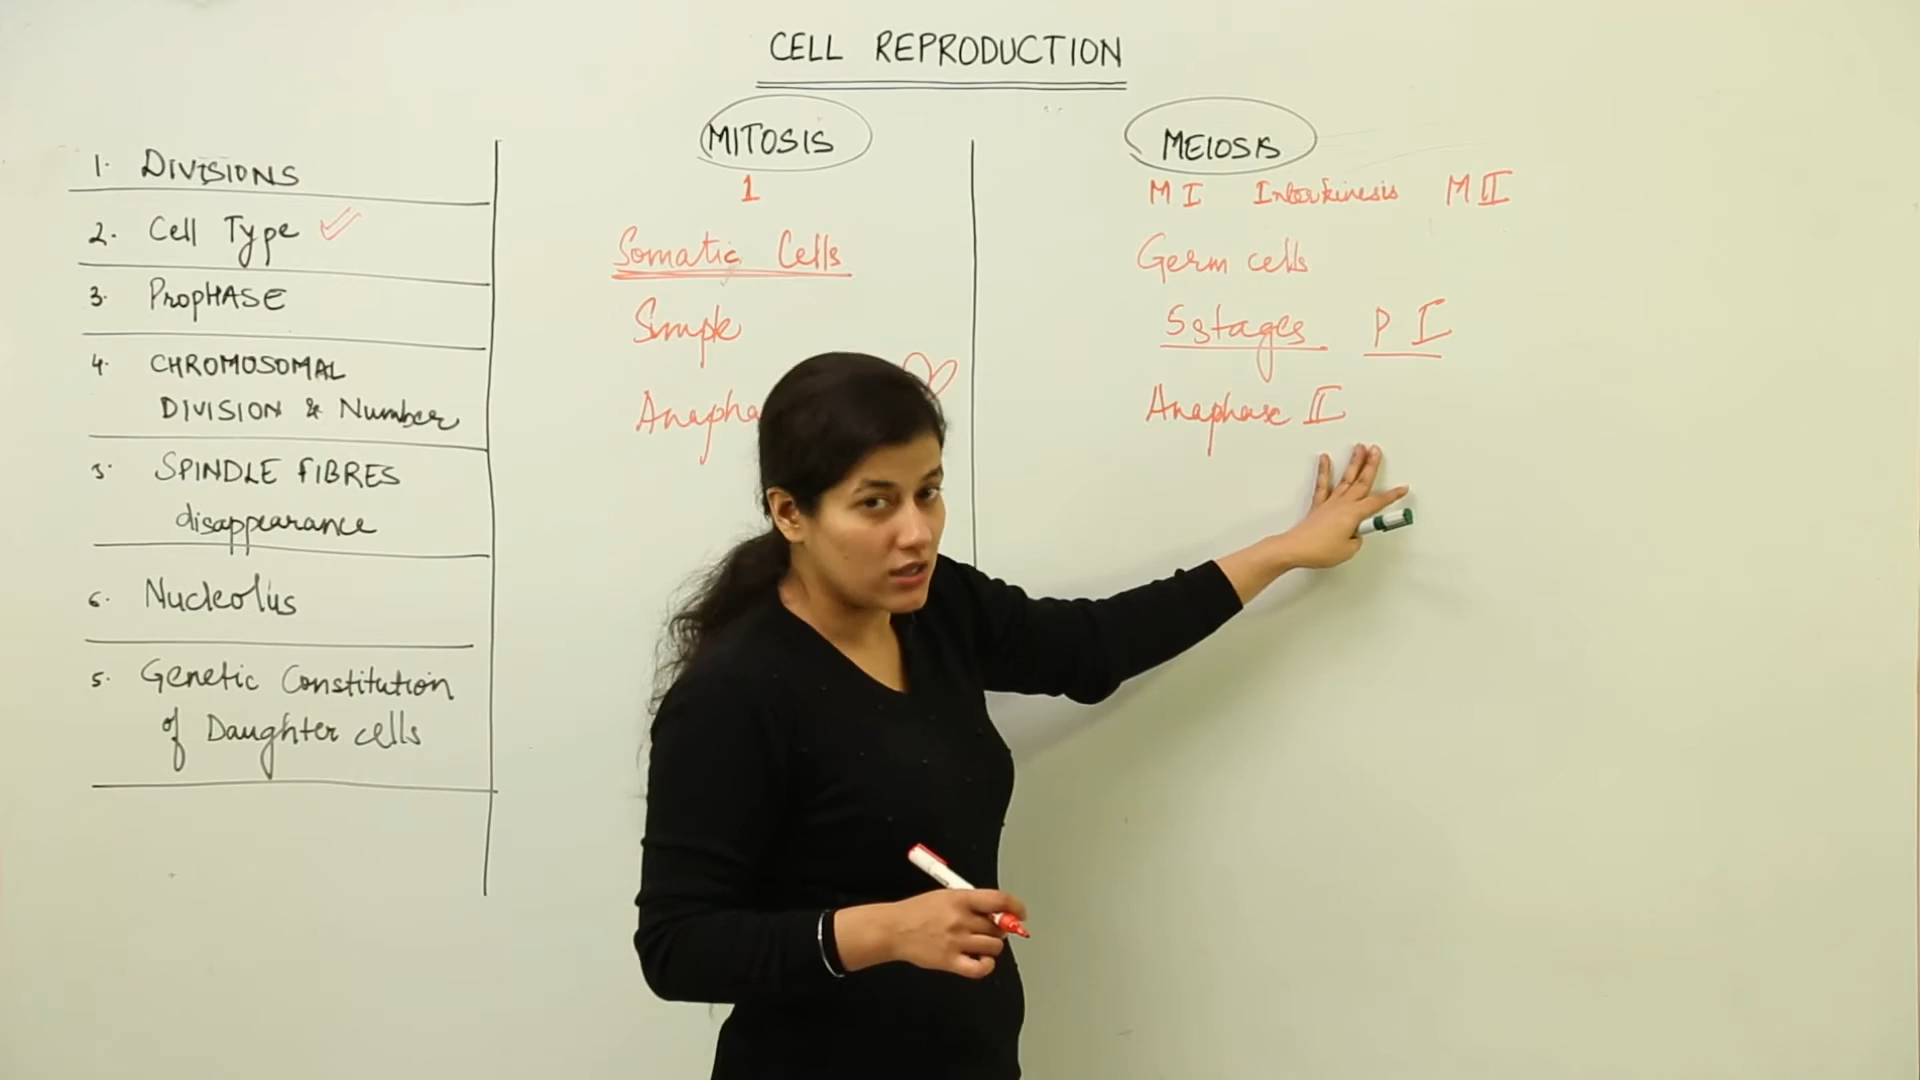 CELL REPRODUCTION
MITOSIS
MEIOSIS
1. DIVISIONS
1
M I Interkinesis M II
2. Cell Type
Somatic Cells
Germ cells
3. PropHASE
Simple
5 stages P I
4. CHROMOSOMAL
DIVISION & Number
Anapha
Anaphase II
5. SPINDLE FIBRES
disappearance
6. Nucleolus
5. Genetic Constitution
of Daughter cells